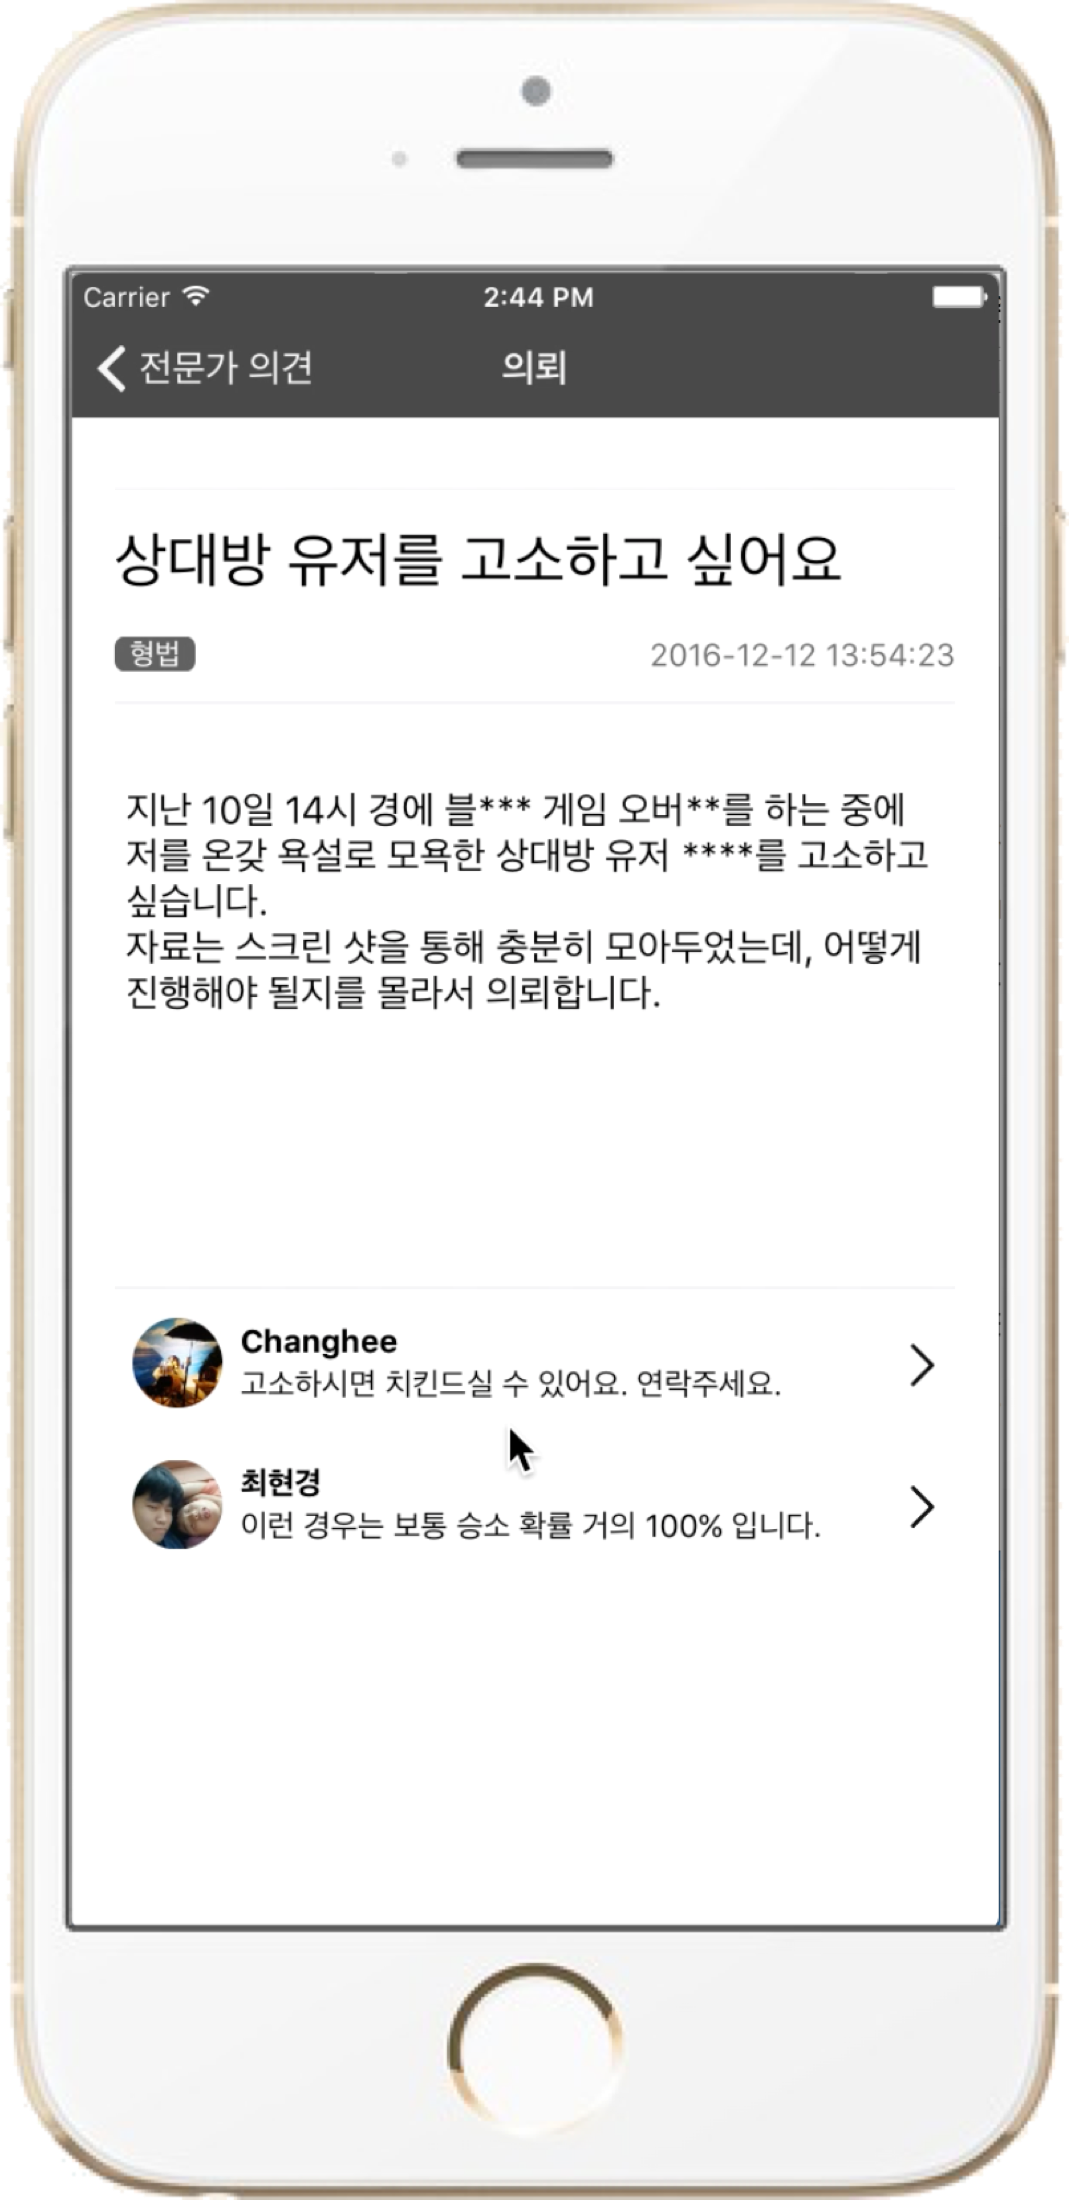 Carrier
2:44 PM
전문가 의견
의뢰
상대방 유저를 고소하고 싶어요
형법
2016-12-12 13:54:23
지난 10일 14시 경에 블*** 게임 오버**를 하는 중에
저를 온갖 욕설로 모욕한 상대방 유저 ****를 고소하고
싶습니다.
자료는 스크린 샷을 통해 충분히 모아두었는데, 어떻게
진행해야 될지를 몰라서 의뢰합니다.
Changhee
고소하시면 치킨드실 수 있어요. 연락주세요.
최현경
이런 경우는 보통 승소 확률 거의 100% 입니다.